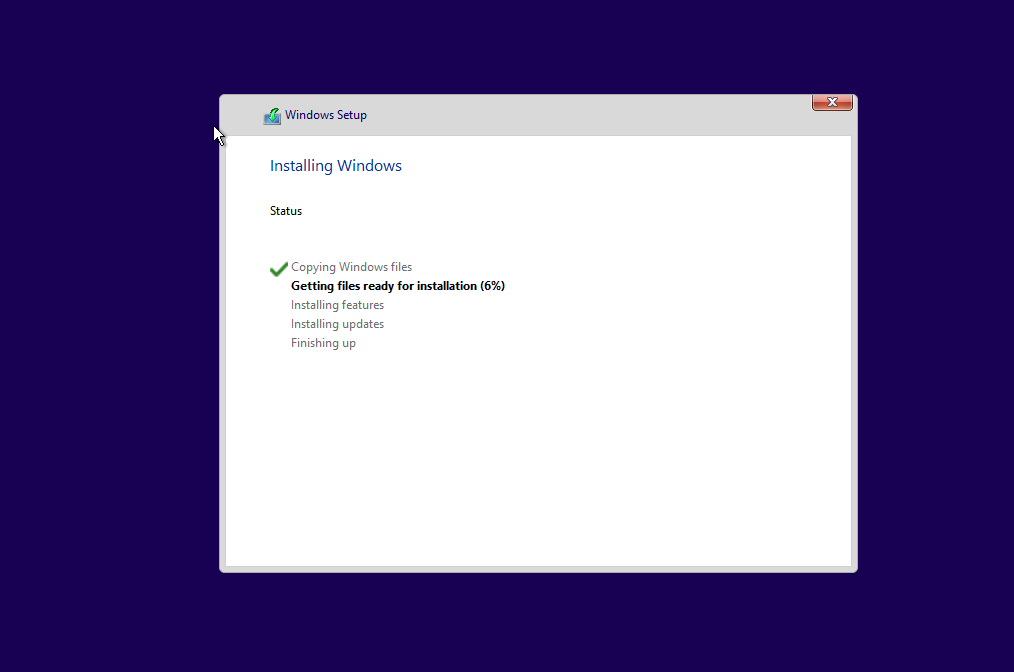 Windows Setup
Installing Windows
Status
Copying Windows files
Getting files ready for installation (6%)
Installing features
Installing updates
Finishing up